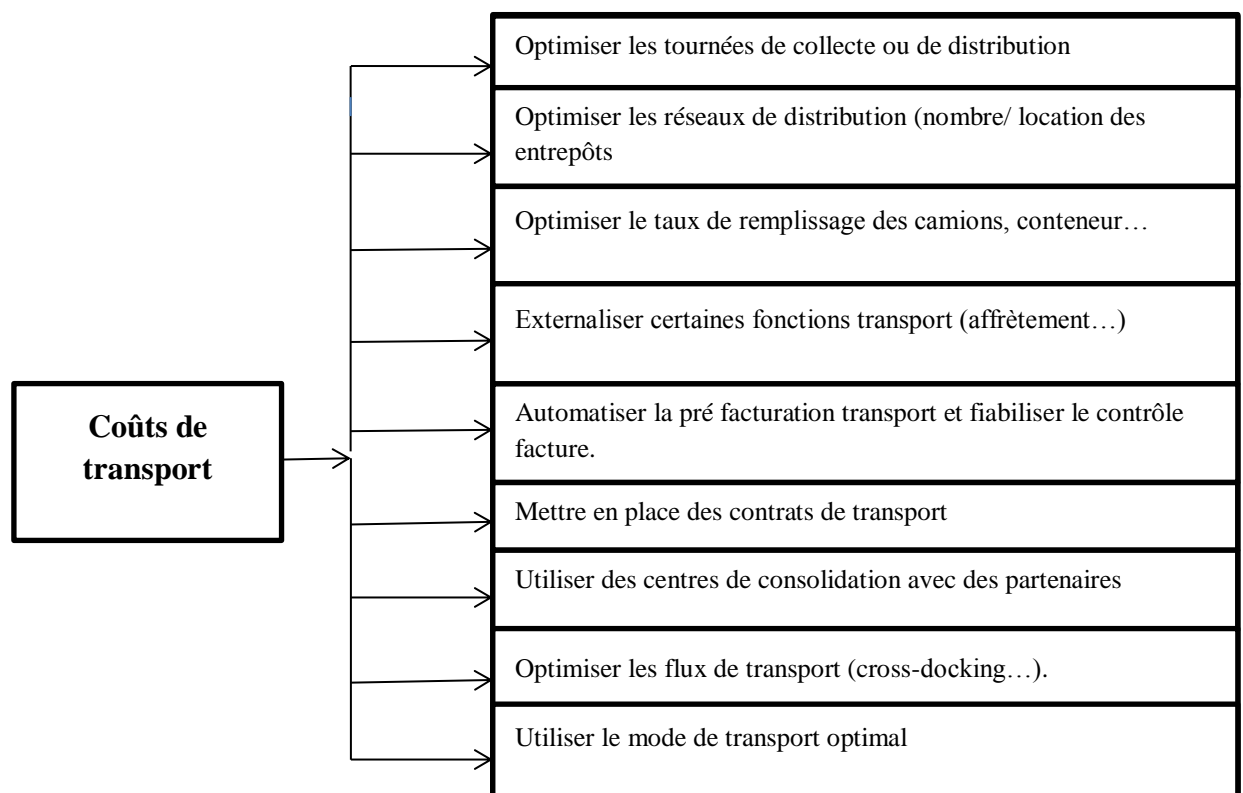 Optimiser les tournées de collecte ou de distribution
Optimiser les réseaux de distribution (nombre/ location des
entrepôts
Optimiser le taux de remplissage des camions, conteneur…
Externaliser certaines fonctions transport (affrètement…)
Coûts de
transport
Automatiser la pré facturation transport et fiabiliser le contrôle
facture.
Mettre en place des contrats de transport
Utiliser des centres de consolidation avec des partenaires
Optimiser les flux de transport (cross-docking…).
Utiliser le mode de transport optimal